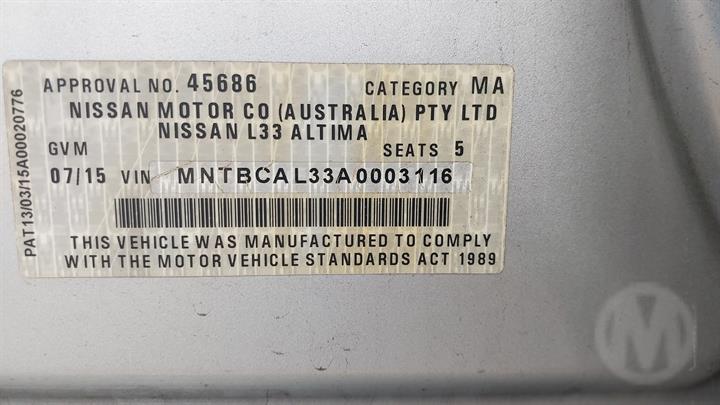 APPROVAL NO. 45686 CATEGORY MA
NISSAN MOTOR CO (AUSTRALIA) PTY LTD
NISSAN L33 ALTIMA
GVM SEATS 5
07/15 VIN MNTBCAL33A0003116
THIS VEHICLE WAS MANUFACTURED TO COMPLY
WITH THE MOTOR VEHICLE STANDARDS ACT 1989
PAT13/03/15A00020776
M
M